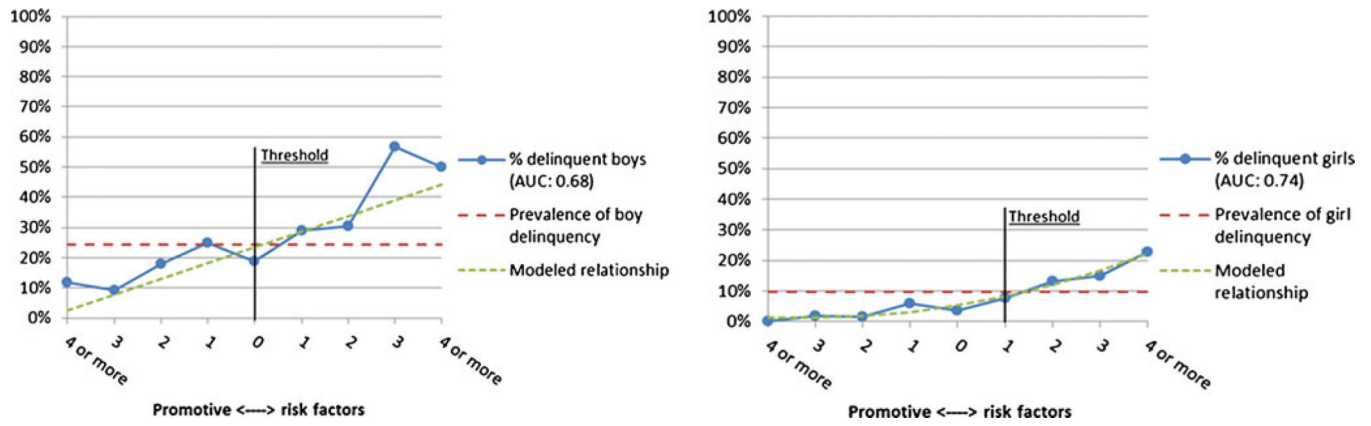 100%
90%
80%
70%
60%
50%
40%
30%
20%
10%
0%
Threshold
% delinquent boys
(AUC: 0.68)
Prevalence of boy
delinquency
Modeled relationship
4 or more
3
2
1
0
1
2
3
4 or more
Promotive <----> risk factors
100%
90%
80%
70%
60%
50%
40%
30%
20%
10%
0%
Threshold
% delinquent girls
(AUC: 0.74)
Prevalence of girl
delinquency
Modeled
relationship
4 or more
3
2
1
0
1
2
3
4 or more
Promotive <----> risk factors